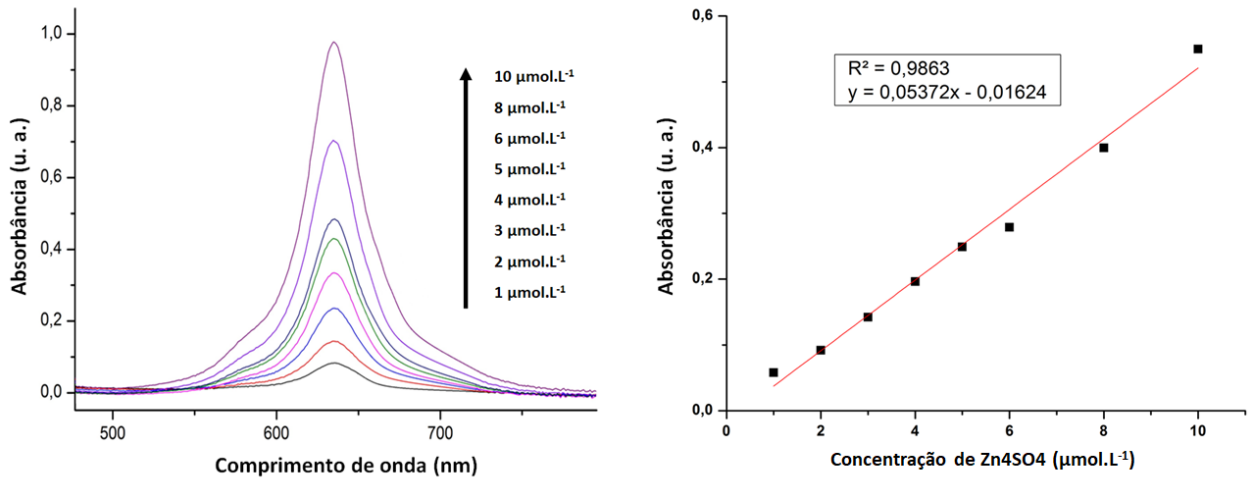 Absorbância (u. a.)
1,0
0,8
0,6
0,4
0,2
0,0
500
600
700
Comprimento de onda (nm)
10 µmol.L⁻¹
8 µmol.L⁻¹
6 µmol.L⁻¹
5 µmol.L⁻¹
4 µmol.L⁻¹
3 µmol.L⁻¹
2 µmol.L⁻¹
1 µmol.L⁻¹
Absorbância (u. a.)
0,6
0,4
0,2
0,0
R² = 0,9863
y = 0,05372x - 0,01624
0
2
4
6
8
10
Concentração de Zn4SO4 (µmol.L⁻¹)